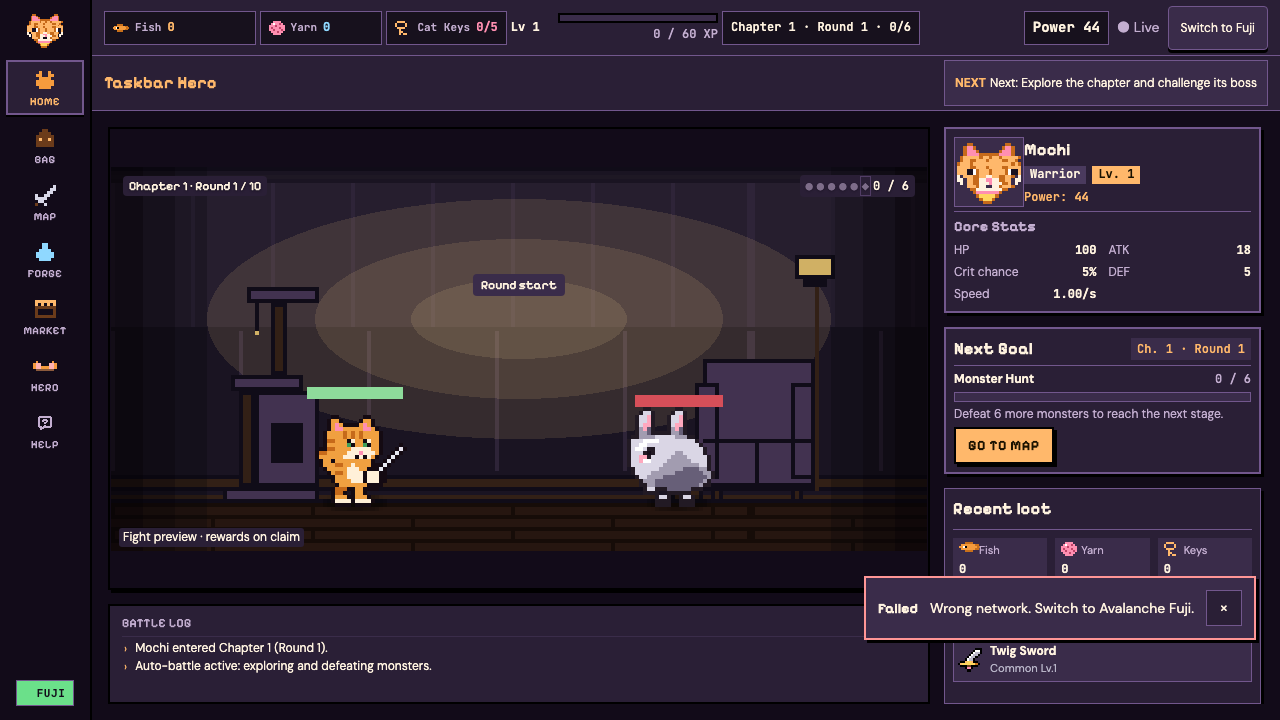 Fish 0
Yarn 0
Cat Keys 0/5
Lv 1
0 / 60 XP
Chapter 1 · Round 1 · 0/6
Power 44
Live
Switch to Fuji
HOME
BAG
MAP
FORGE
MARKET
HERO
HELP
FUJI
Taskbar Hero
NEXT Next: Explore the chapter and challenge its boss
Chapter 1 · Round 1 / 10
0 / 6
Round start
Fight preview · rewards on claim
BATTLE LOG
› Mochi entered Chapter 1 (Round 1).
› Auto-battle active: exploring and defeating monsters.
Mochi
Warrior
Lv. 1
Power: 44
Core Stats
HP 100 ATK 18
Crit chance 5% DEF 5
Speed 1.00/s
Next Goal
Ch. 1 · Round 1
Monster Hunt 0 / 6
Defeat 6 more monsters to reach the next stage.
GO TO MAP
Recent loot
Fish
0
Yarn
0
Keys
0
Failed Wrong network. Switch to Avalanche Fuji. ×
Twig Sword
Common Lv.1